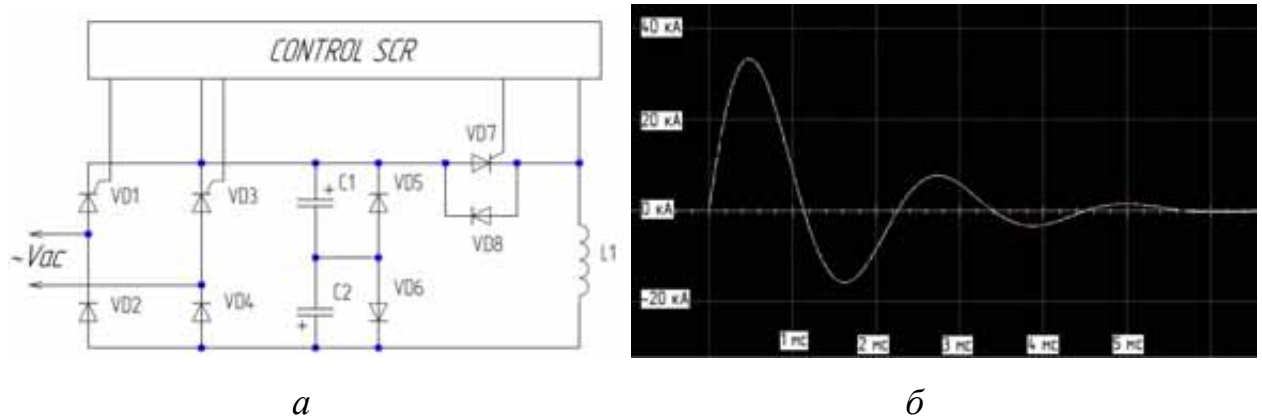 CONTROL SCR
VD7
VD1
VD3
+ C1
VD5
VD8
~Vac
L1
VD2
VD4
C2
+
VD6
40 кА
20 кА
0 кА
-20 кА
1 мс
2 мс
3 мс
4 мс
5 мс
а
б